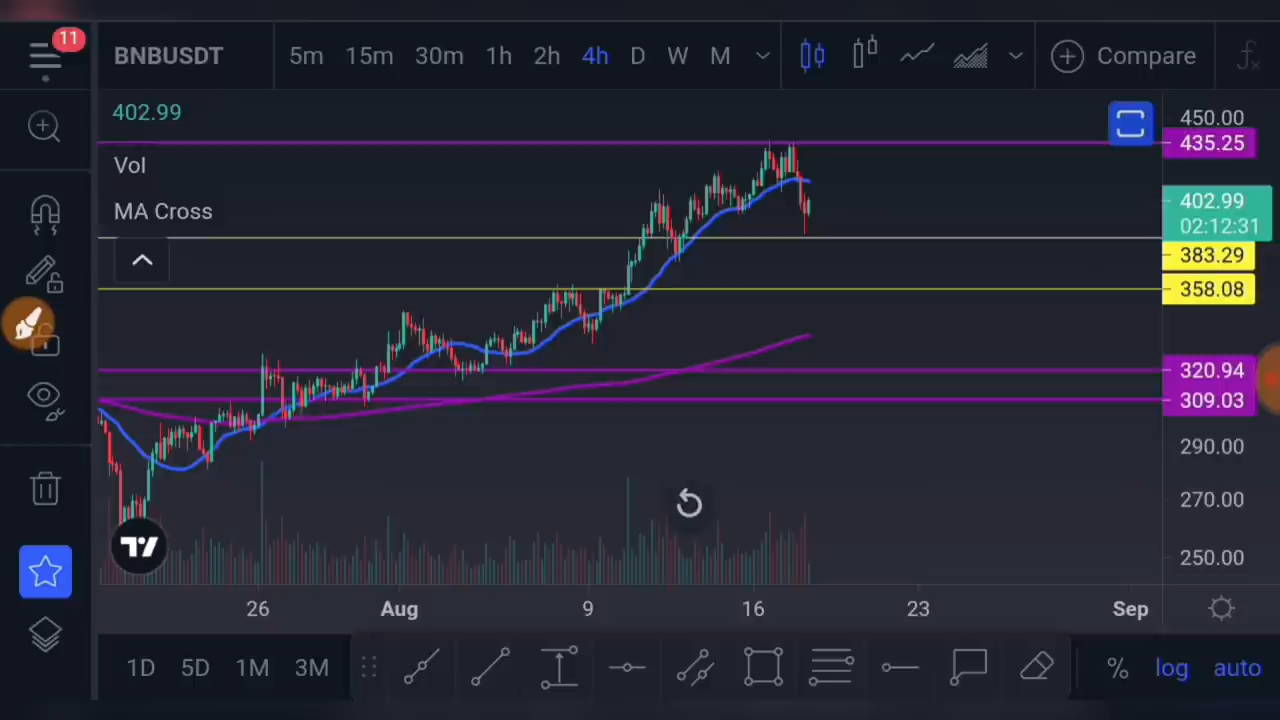 11
BNBUSDT 5m 15m 30m 1h 2h 4h D W M Compare
402.99
Vol
MA Cross
450.00
435.25
402.99
02:12:31
383.29
358.08
320.94
309.03
290.00
270.00
250.00
26 Aug 9 16 23 Sep
1D 5D 1M 3M % log auto